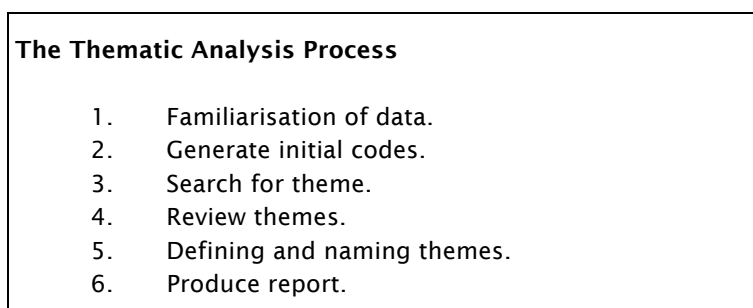 The Thematic Analysis Process
1. Familiarisation of data.
2. Generate initial codes.
3. Search for theme.
4. Review themes.
5. Defining and naming themes.
6. Produce report.